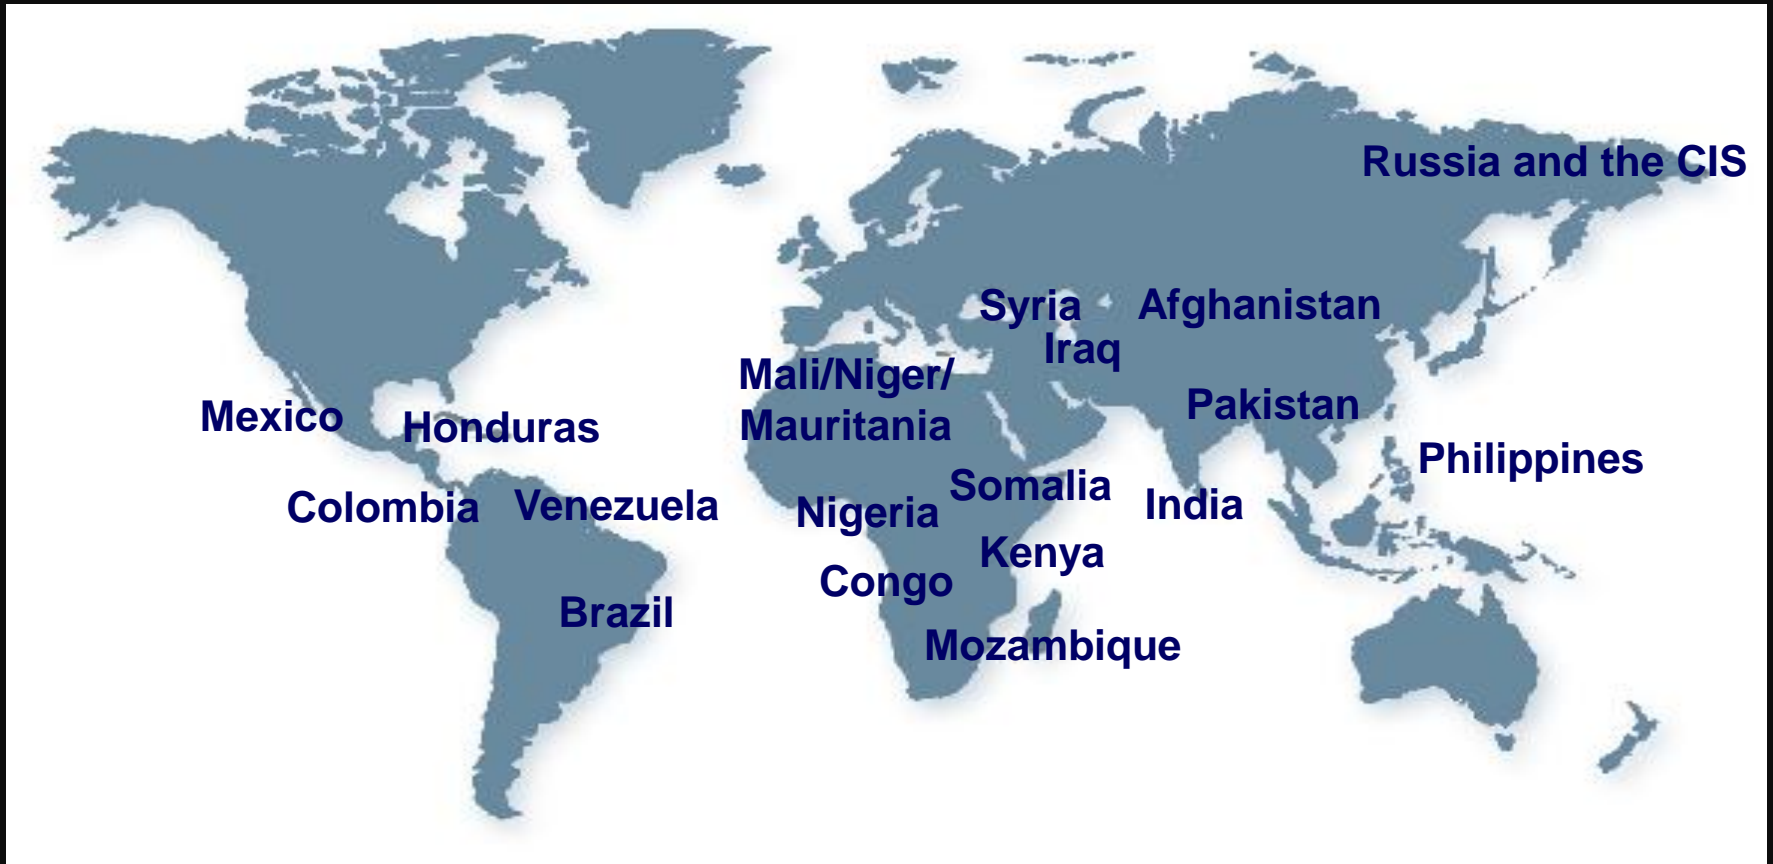 Russia and the CIS
Syria
Afghanistan
Iraq
Mali/Niger/
Mauritania
Pakistan
Mexico
Honduras
Philippines
Somalia
India
Colombia
Venezuela
Nigeria
Kenya
Congo
Brazil
Mozambique